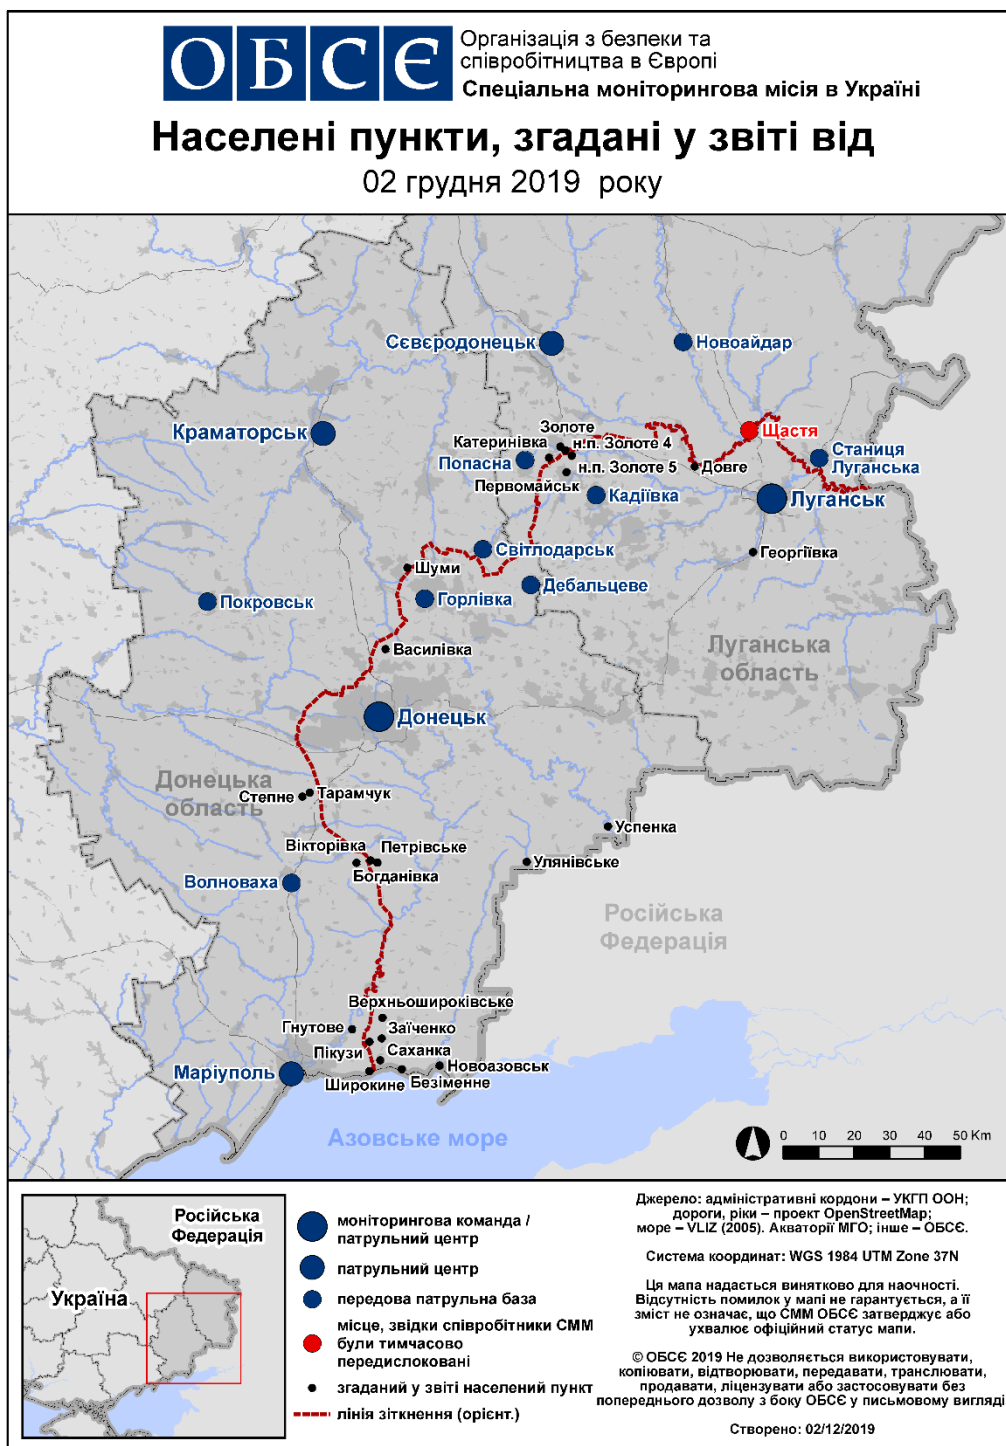 ОБСЄ
Організація з безпеки та
співробітництва в Європі
Спеціальна моніторингова місія в Україні
Населені пункти, згадані у звіті від
02 грудня 2019 року
Сєвєродонецьк
Новоайдар
Краматорськ
Золоте
Щастя
Катеринівка
н.п. Золоте 4
Станиця
Луганська
Попасна
н.п. Золоте 5
Довге
Первомайськ
Кадіївка
Луганськ
Світлодарськ
Георгіївка
Шуми
Дебальцеве
Покровськ
Горлівка
Василівка
Луганська
область
Донецьк
Донецька
область
Степне
Тарамчук
Успенка
Вікторівка
Петрівське
Богданівка
Улянівське
Волноваха
Російська
Федерація
Верхньошироківське
Гнутове
Заїченко
Пікузи
Саханка
Маріуполь
Широкине
Безіменне
Новоазовськ
Азовське море
0 10 20 30 40 50 Km
Російська
Федерація
Україна
моніторингова команда /
патрульний центр
патрульний центр
передова патрульна база
місце, звідки співробітники СММ
були тимчасово
передислоковані
згаданий у звіті населений пункт
лінія зіткнення (орієнт.)
Джерело: адміністративні кордони – УКГП ООН;
дороги, ріки – проект OpenStreetMap;
море – VLIZ (2005). Акваторії МГО; інше – ОБСЄ.
Система координат: WGS 1984 UTM Zone 37N
Ця мапа надається винятково для наочності.
Відсутність помилок у мапі не гарантується, а її
зміст не означає, що СММ ОБСЄ затверджує або
ухвалює офіційний статус мапи.
© ОБСЄ 2019 Не дозволяється використовувати,
копіювати, відтворювати, передавати, транслювати,
продавати, ліцензувати або застосовувати без
попереднього дозволу з боку ОБСЄ у письмовому вигляді
Створено: 02/12/2019